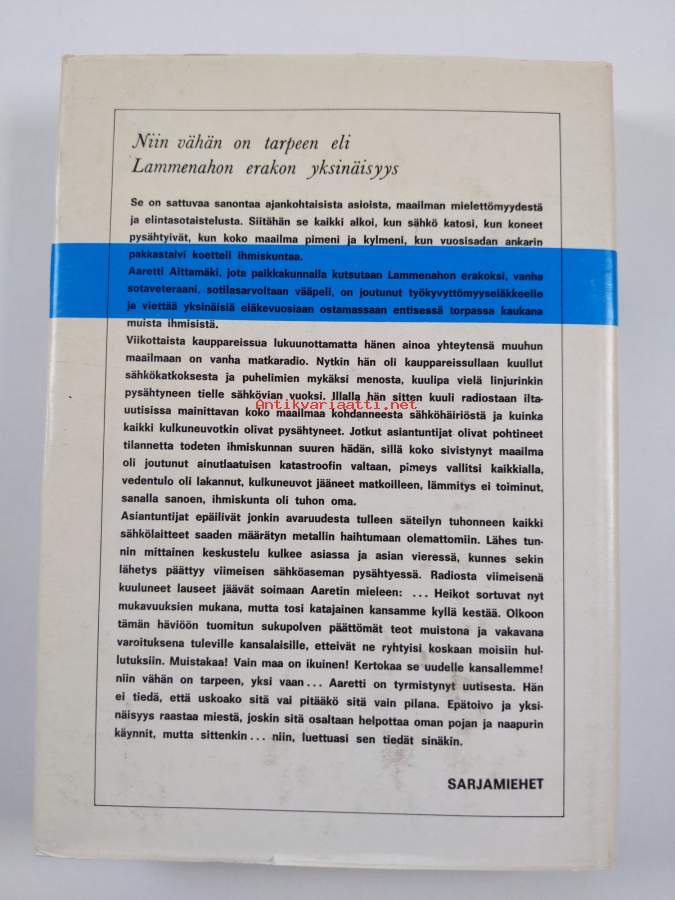 Niin vähän on tarpeen eli
Lammenahon erakon yksinäisyys
Se on sattuvaa sanontaa ajankohtaisista asioista, maailman mielettömyydestä
ja elintasotaistelusta. Siitähän se kaikki alkoi, kun sähkö katosi, kun koneet
pysähtyivät, kun koko maailma pimeni ja kylmeni, kun vuosisadan ankarin
pakkastalvi koetteli ihmiskuntaa.
Aaretti Aittamäki, jota paikkakunnalla kutsutaan Lammenahon erakoksi, vanha
sotaveteraani, sotilasarvoltaan vääpeli, on joutunut työkyvyttömyyseläkkeelle
ja viettää yksinäisiä eläkevuosiaan ostamassaan entisessä torpassa kaukana
muista ihmisistä.
Viikottaista kauppareissua lukuunottamatta hänen ainoa yhteytensä muuhun
maailmaan on vanha matkaradio. Nytkin hän oli kauppareissullaan kuullut
sähkökatkoksesta ja puhelimien mykäksi menosta, kuulipa vielä linjurinkin
pysähtyneen tielle sähkövian vuoksi. Illalla hän sitten kuuli radiostaan ilta-
Antikvariaatti.net
uutisissa mainittavan koko maailmaa kohdanneesta sähköhäiriöstä ja kuinka
kaikki kulkuneuvotkin olivat pysähtyneet. Jotkut asiantuntijat olivat pohtineet
tilannetta todeten ihmiskunnan suuren hädän, sillä koko sivistynyt maailma
oli joutunut ainutlaatuisen katastroofin valtaan, pimeys vallitsi kaikkialla,
vedentulo oli lakannut, kulkuneuvot jääneet matkoilleen, lämmitys ei toiminut,
sanalla sanoen, ihmiskunta oli tuhon oma.
Asiantuntijat epäilivät jonkin avaruudesta tulleen säteilyn tuhonneen kaikki
sähkölaitteet saaden määrätyn metallin haihtumaan olemattomiin. Lähes tun-
nin mittainen keskustelu kulkee asiassa ja asian vieressä, kunnes sekin
lähetys päättyy viimeisen sähköaseman pysähtyessä. Radiosta viimeisenä
kuuluneet lauseet jäävät soimaan Aaretin mieleen: ... Heikot sortuvat nyt
mukavuuksien mukana, mutta tosi katajainen kansamme kyllä kestää. Olkoon
tämän häviöön tuomitun sukupolven päättömät teot muistona ja vakavana
varoituksena tuleville kansalaisille, etteivät ne ryhtyisi koskaan moisiin hul-
lutuksiin. Muistakaa! Vain maa on ikuinen! Kertokaa se uudelle kansallemme!
niin vähän on tarpeen, yksi vaan ... Aaretti on tyrmistynyt uutisesta. Hän
ei tiedä, että uskoako sitä vai pitääkö sitä vain pilana. Epätoivo ja yksi-
näisyys raastaa miestä, joskin sitä osaltaan helpottaa oman pojan ja naapurin
käynnit, mutta sittenkin ... niin, luettuasi sen tiedät sinäkin.
SARJAMIEHET